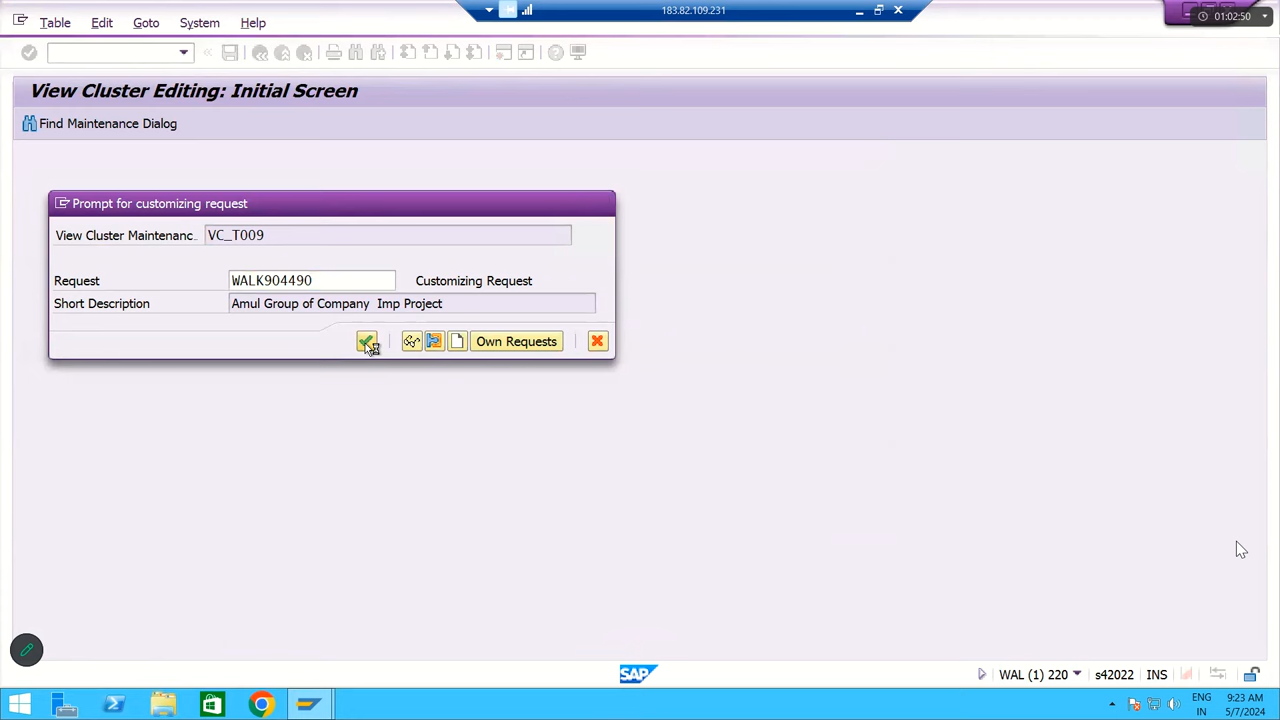 183.82.109.231
01:02:50
Table Edit Goto System Help
View Cluster Editing: Initial Screen
Find Maintenance Dialog
Prompt for customizing request
View Cluster Maintenanc.. VC_T009
Request WALK904490 Customizing Request
Short Description Amul Group of Company Imp Project
Own Requests
SAP
WAL (1) 220 s42022 INS
ENG 9:23 AM
IN 5/7/2024